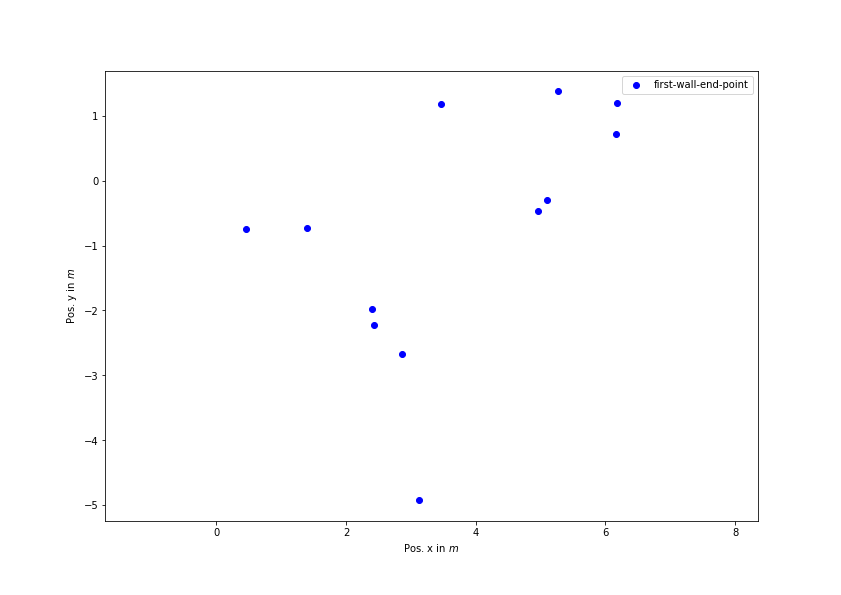 first-wall-end-point
1
0
−1
−2
−3
−4
−5
Pos. y in m
0 2 4 6 8
Pos. x in m